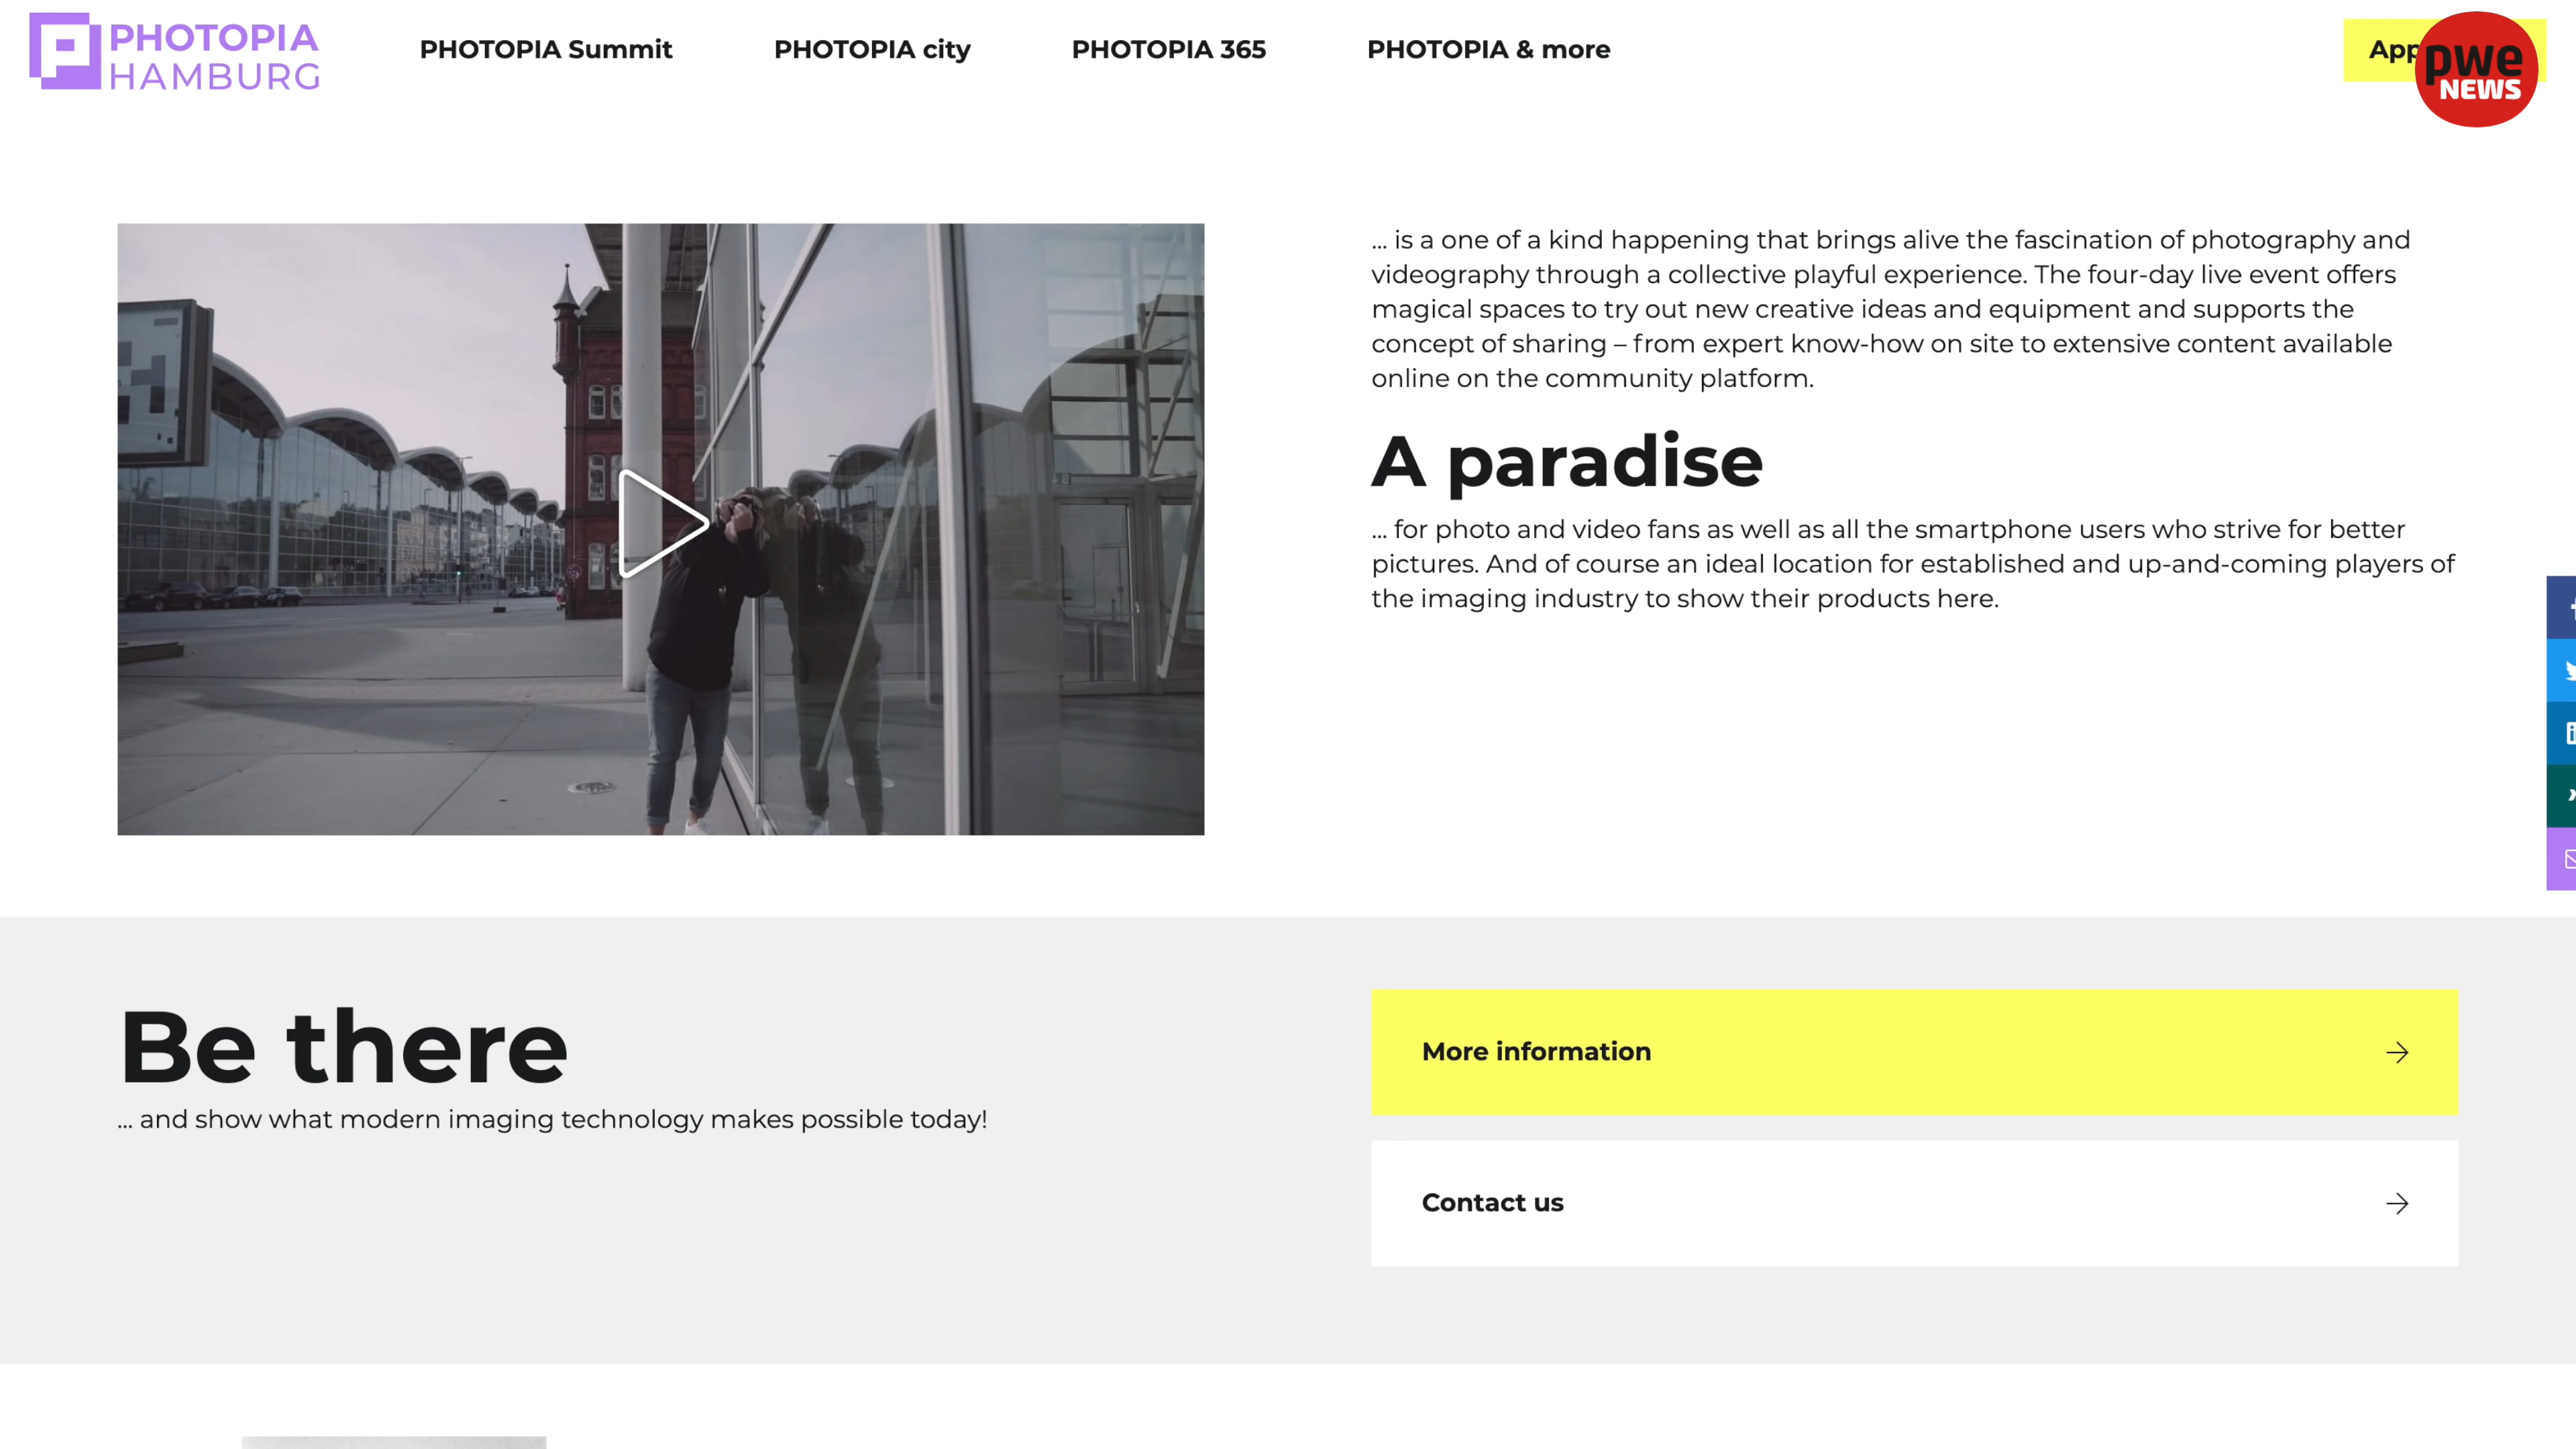 PHOTOPIA
HAMBURG
PHOTOPIA Summit
PHOTOPIA city
PHOTOPIA 365
PHOTOPIA & more
pwe
NEWS
... is a one of a kind happening that brings alive the fascination of photography and
videography through a collective playful experience. The four-day live event offers
magical spaces to try out new creative ideas and equipment and supports the
concept of sharing – from expert know-how on site to extensive content available
online on the community platform.
A paradise
... for photo and video fans as well as all the smartphone users who strive for better
pictures. And of course an ideal location for established and up-and-coming players of
the imaging industry to show their products here.
Be there
... and show what modern imaging technology makes possible today!
More information
Contact us